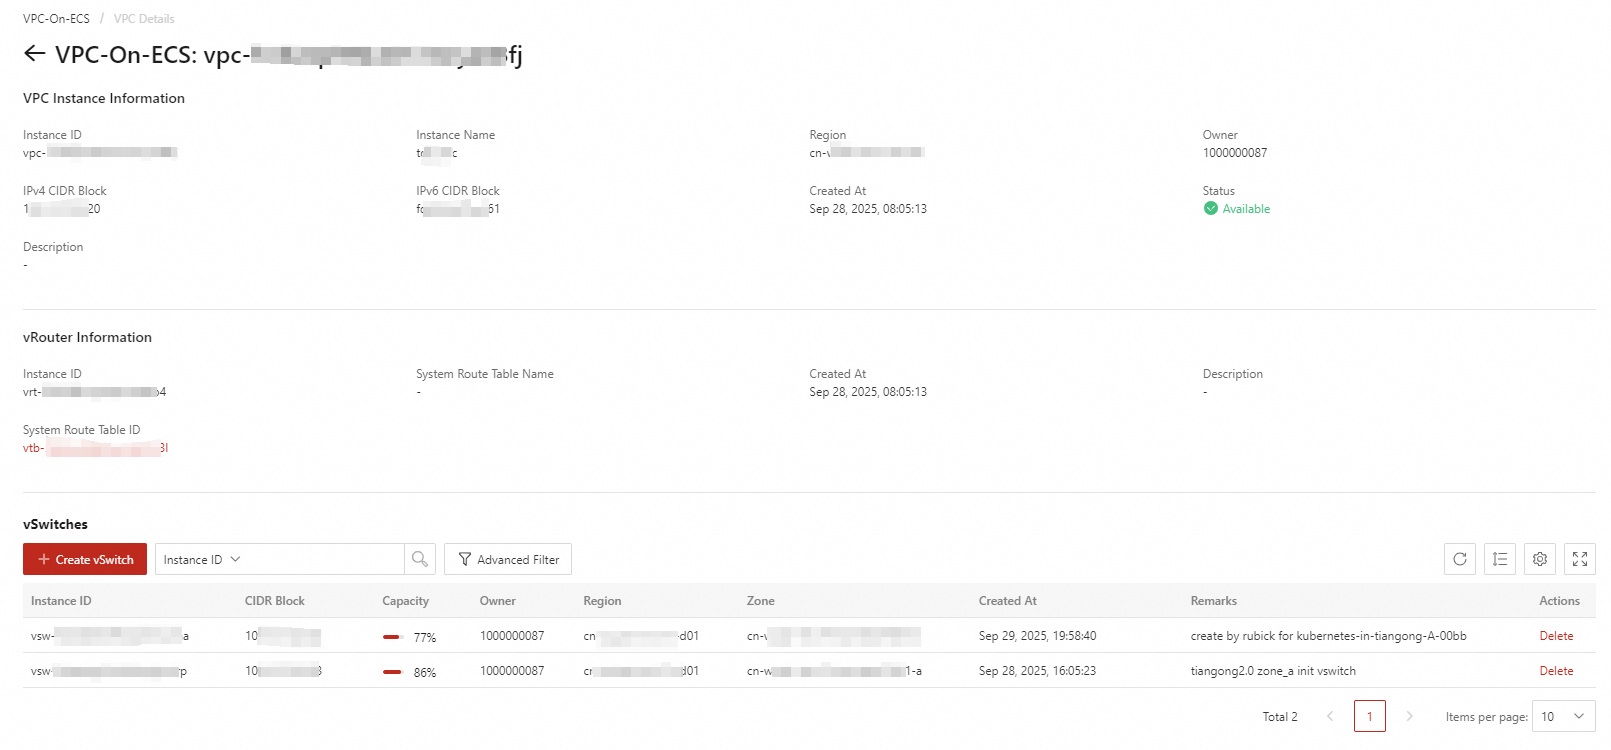 VPC-On-ECS / VPC Details
VPC-On-ECS: vpc-
VPC Instance Information
Instance ID Instance Name Region Owner
vpc- 1000000087
IPv4 CIDR Block IPv6 CIDR Block Created At Status
Sep 28, 2025, 08:05:13 Available
Description
-
vRouter Information
Instance ID System Route Table Name Created At Description
vrt- - Sep 28, 2025, 08:05:13 -
System Route Table ID
vtb-
vSwitches
+ Create vSwitch Instance ID Advanced Filter
Instance ID CIDR Block Capacity Owner Region Zone Created At Remarks Actions
vsw- 77% 1000000087 Sep 29, 2025, 19:58:40 create by rubick for kubernetes-in-tiangong-A-00bb Delete
vsw- 86% 1000000087 Sep 28, 2025, 16:05:23 tiangong2.0 zone_a init vswitch Delete
Total 2 < 1 > Items per page: 10